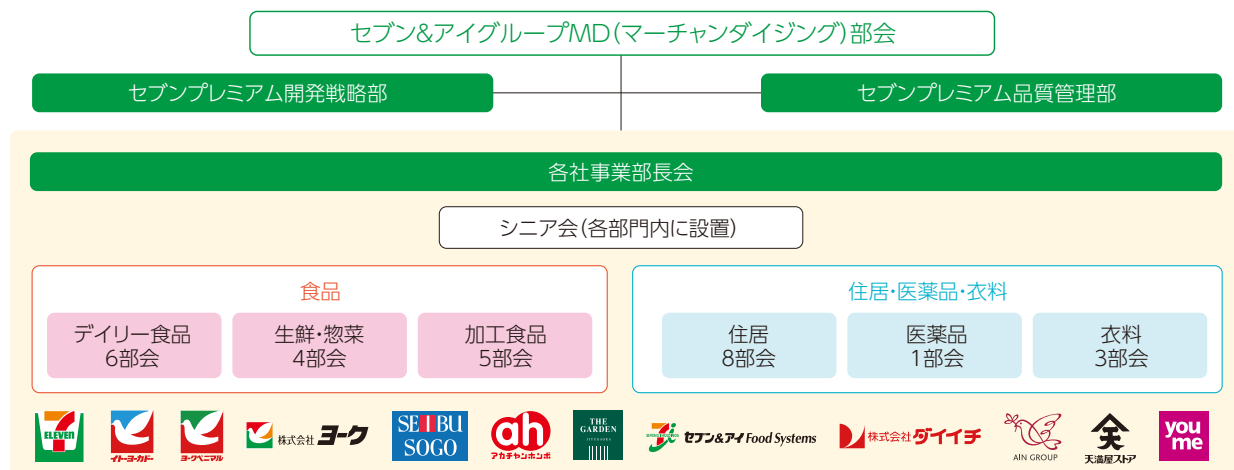 セブン&アイグループMD(マーチャンダイジング)部会
セブンプレミアム開発戦略部
セブンプレミアム品質管理部
各社事業部長会
シニア会(各部門内に設置)
食品
デイリー食品
6部会
生鮮・惣菜
4部会
加工食品
5部会
住居・医薬品・衣料
住居
8部会
医薬品
1部会
衣料
3部会
7
ELEVEN
イトーヨーカドー
ヨークベニマル
株式会社ヨーク
SEIBU
SOGO
ah
アカチャンホンポ
THE
GARDEN
セブン&アイ Food Systems
株式会社ダイイチ
AIN GROUP
天満屋ストア
you
me